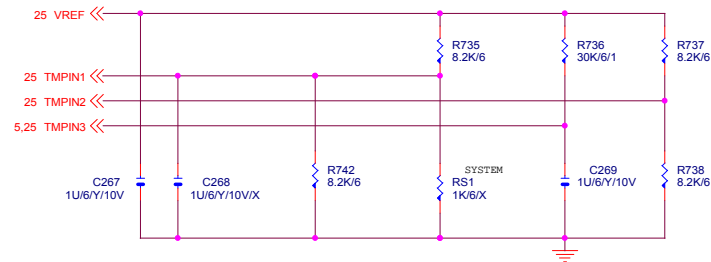 25 VREF
R735
8.2K/6
R736
30K/6/1
R737
8.2K/6
25 TMPIN1
25 TMPIN2
5,25 TMPIN3
C267
1U/6/Y/10V
C268
1U/6/Y/10V/X
R742
8.2K/6
SYSTEM
RS1
1K/6/X
C269
1U/6/Y/10V
R738
8.2K/6